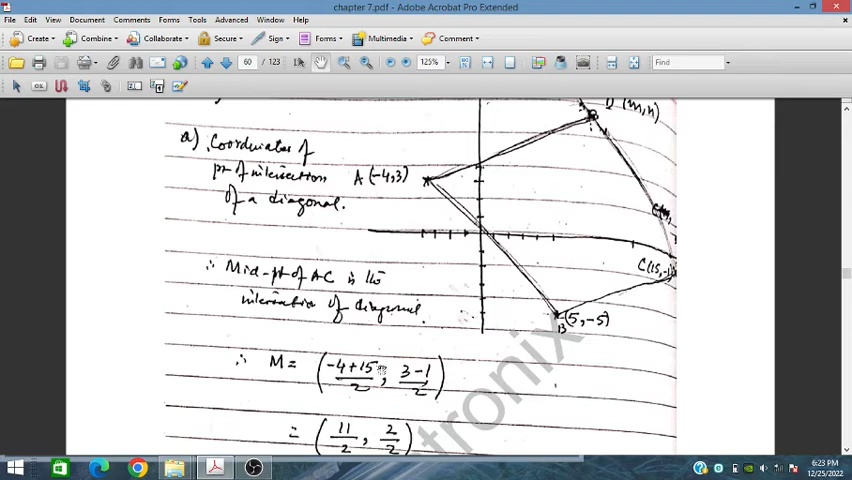 chapter 7.pdf - Adobe Acrobat Pro Extended
File Edit View Document Comments Forms Tools Advanced Window Help
Create Combine Collaborate Secure Sign Forms Multimedia Comment
60 / 123 125% Find
D (m,n)
a) Coordinates of
pt of intersection A (-4,3)
of a diagonal.
C(15,-1)
∴ Mid-pt of AC is the
intersection of diagonal.
B (5,-5)
∴ M = (-4+15/2, 3-1/2)
= (11/2, 2/2)
tronix
6:23 PM
12/25/2022